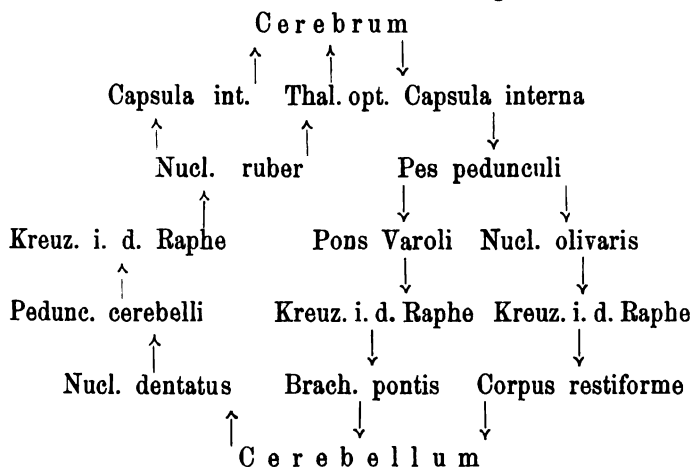 Cerebrum
Capsula int. Thal. opt. Capsula interna
Nucl. ruber Pes pedunculi
Kreuz. i. d. Raphe Pons Varoli Nucl. olivaris
Pedunc. cerebelli Kreuz. i. d. Raphe Kreuz. i. d. Raphe
Nucl. dentatus Brach. pontis Corpus restiforme
Cerebellum